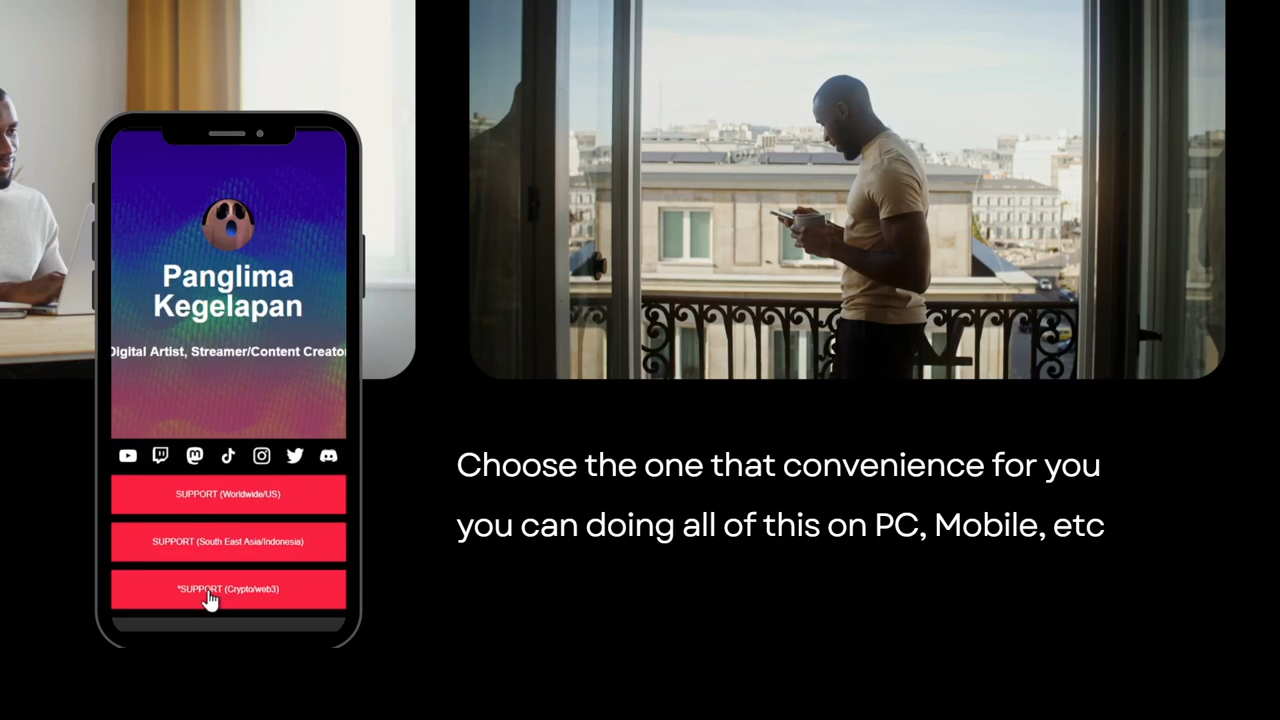 Panglima
Kegelapan
Digital Artist, Streamer/Content Creator
SUPPORT (Worldwide/US)
SUPPORT (South East Asia/Indonesia)
*SUPPORT (Crypto/web3)
Choose the one that convenience for you
you can doing all of this on PC, Mobile, etc